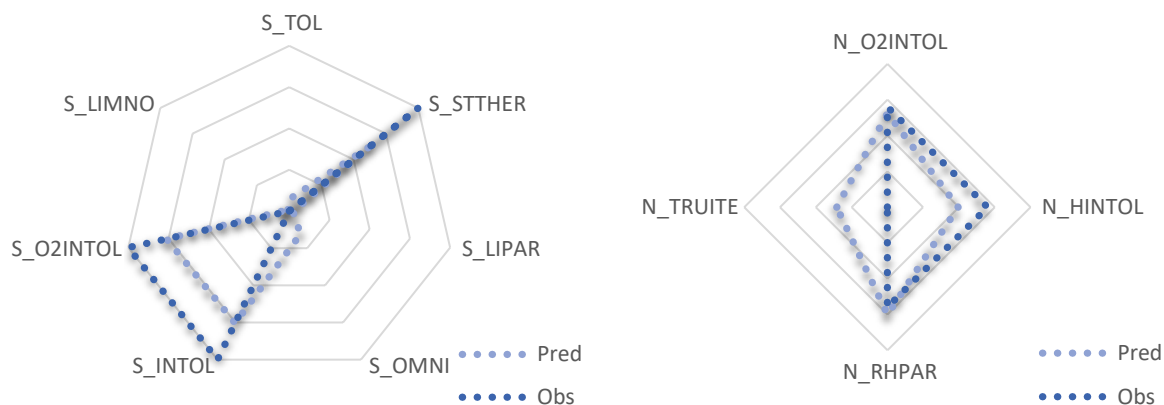 S_TOL
S_STTHER
S_LIPAR
S_OMNI
S_INTOL
S_O2INTOL
S_LIMNO
Pred
Obs
N_O2INTOL
N_HINTOL
N_RHPAR
N_TRUITE
Pred
Obs